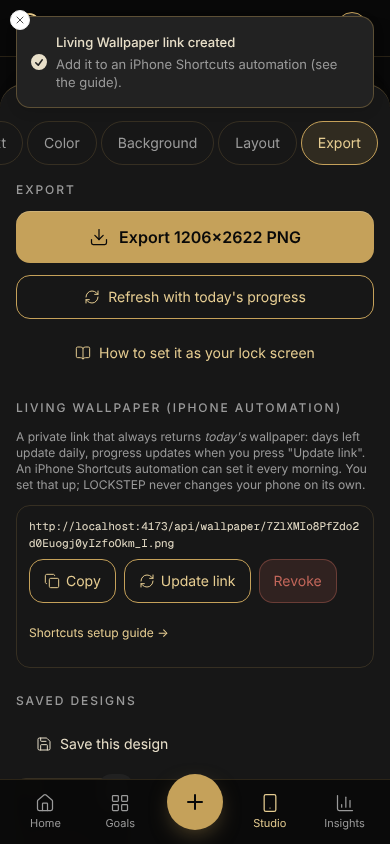 Living Wallpaper link created
Add it to an iPhone Shortcuts automation (see
the guide).
Color
Background
Layout
Export
EXPORT
Export 1206×2622 PNG
Refresh with today's progress
How to set it as your lock screen
LIVING WALLPAPER (IPHONE AUTOMATION)
A private link that always returns today's wallpaper: days left
update daily, progress updates when you press "Update link".
An iPhone Shortcuts automation can set it every morning. You
set that up; LOCKSTEP never changes your phone on its own.
http://localhost:4173/api/wallpaper/7ZlXMIo8PfZdo2
d0Euogj0yIzfoOkm_I.png
Copy
Update link
Revoke
Shortcuts setup guide →
SAVED DESIGNS
Save this design
Home
Goals
Studio
Insights